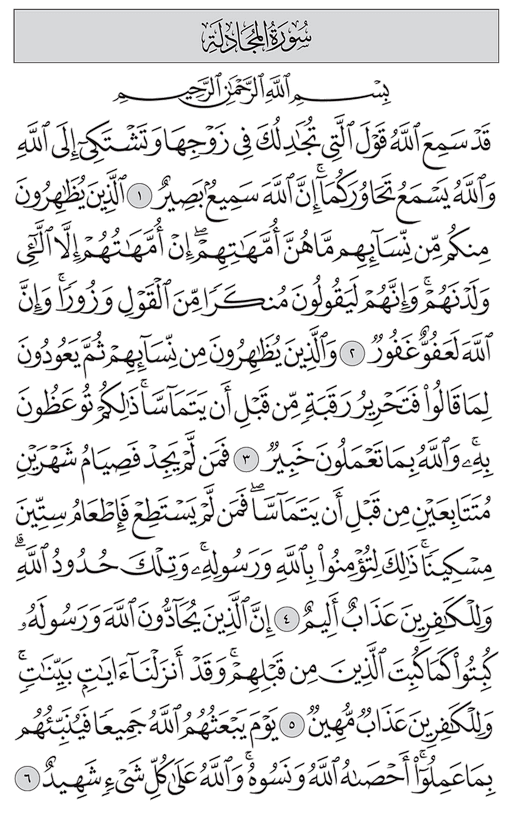 سُورَةُ المُجَادلَةِ
بِسْمِ ٱللَّهِ ٱلرَّحْمَٰنِ ٱلرَّحِيمِ
قَدْ سَمِعَ ٱللَّهُ قَوْلَ ٱلَّتِي تُجَٰدِلُكَ فِي زَوْجِهَا وَتَشْتَكِيٓ إِلَى ٱللَّهِ
وَٱللَّهُ يَسْمَعُ تَحَاوُرَكُمَآۚ إِنَّ ٱللَّهَ سَمِيعُۢ بَصِيرٌ ١ ٱلَّذِينَ يُظَٰهِرُونَ
مِنكُم مِّن نِّسَآئِهِم مَّا هُنَّ أُمَّهَٰتِهِمْۖ إِنْ أُمَّهَٰتُهُمْ إِلَّا ٱلَّٰٓـِٔي
وَلَدْنَهُمْۚ وَإِنَّهُمْ لَيَقُولُونَ مُنكَرٗا مِّنَ ٱلْقَوْلِ وَزُورٗاۚ وَإِنَّ
ٱللَّهَ لَعَفُوٌّ غَفُورٞ ٢ وَٱلَّذِينَ يُظَٰهِرُونَ مِن نِّسَآئِهِمْ ثُمَّ يَعُودُونَ
لِمَا قَالُوا۟ فَتَحْرِيرُ رَقَبَةٖ مِّن قَبْلِ أَن يَتَمَآسَّاۚ ذَٰلِكُمْ تُوعَظُونَ
بِهِۦۚ وَٱللَّهُ بِمَا تَعْمَلُونَ خَبِيرٞ ٣ فَمَن لَّمْ يَجِدْ فَصِيَامُ شَهْرَيْنِ
مُتَتَابِعَيْنِ مِن قَبْلِ أَن يَتَمَآسَّاۖ فَمَن لَّمْ يَسْتَطِعْ فَإِطْعَامُ سِتِّينَ
مِسْكِينٗاۚ ذَٰلِكَ لِتُؤْمِنُوا۟ بِٱللَّهِ وَرَسُولِهِۦۚ وَتِلْكَ حُدُودُ ٱللَّهِۗ
وَلِلْكَٰفِرِينَ عَذَابٌ أَلِيمٌ ٤ إِنَّ ٱلَّذِينَ يُحَآدُّونَ ٱللَّهَ وَرَسُولَهُۥ
كُبِتُوا۟ كَمَا كُبِتَ ٱلَّذِينَ مِن قَبْلِهِمْۚ وَقَدْ أَنزَلْنَآ ءَايَٰتِۭ بَيِّنَٰتٖۚ
وَلِلْكَٰفِرِينَ عَذَابٞ مُّهِينٞ ٥ يَوْمَ يَبْعَثُهُمُ ٱللَّهُ جَمِيعٗا فَيُنَبِّئُهُم
بِمَا عَمِلُوٓا۟ۚ أَحْصَىٰهُ ٱللَّهُ وَنَسُوهُۚ وَٱللَّهُ عَلَىٰ كُلِّ شَيْءٖ شَهِيدٌ ٦